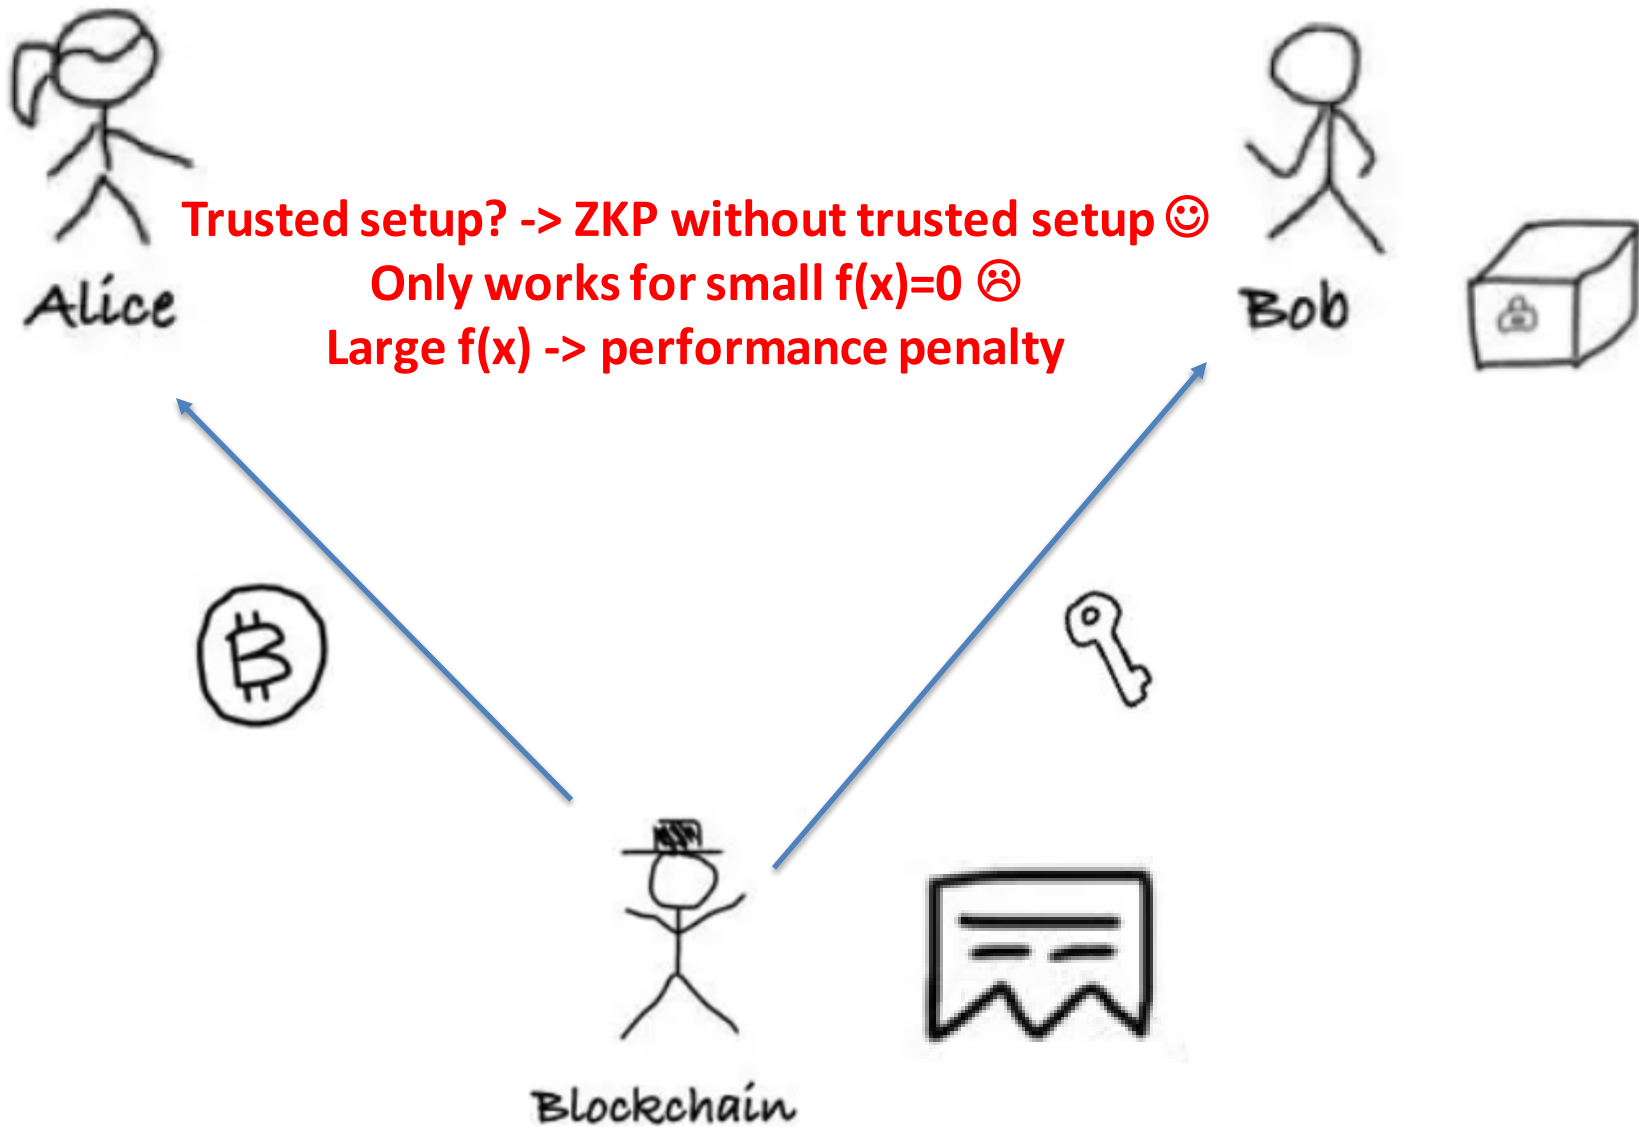 Trusted setup? -> ZKP without trusted setup ☺
Only works for small f(x)=0 ☹
Large f(x) -> performance penalty
Alice
Bob
Blockchain